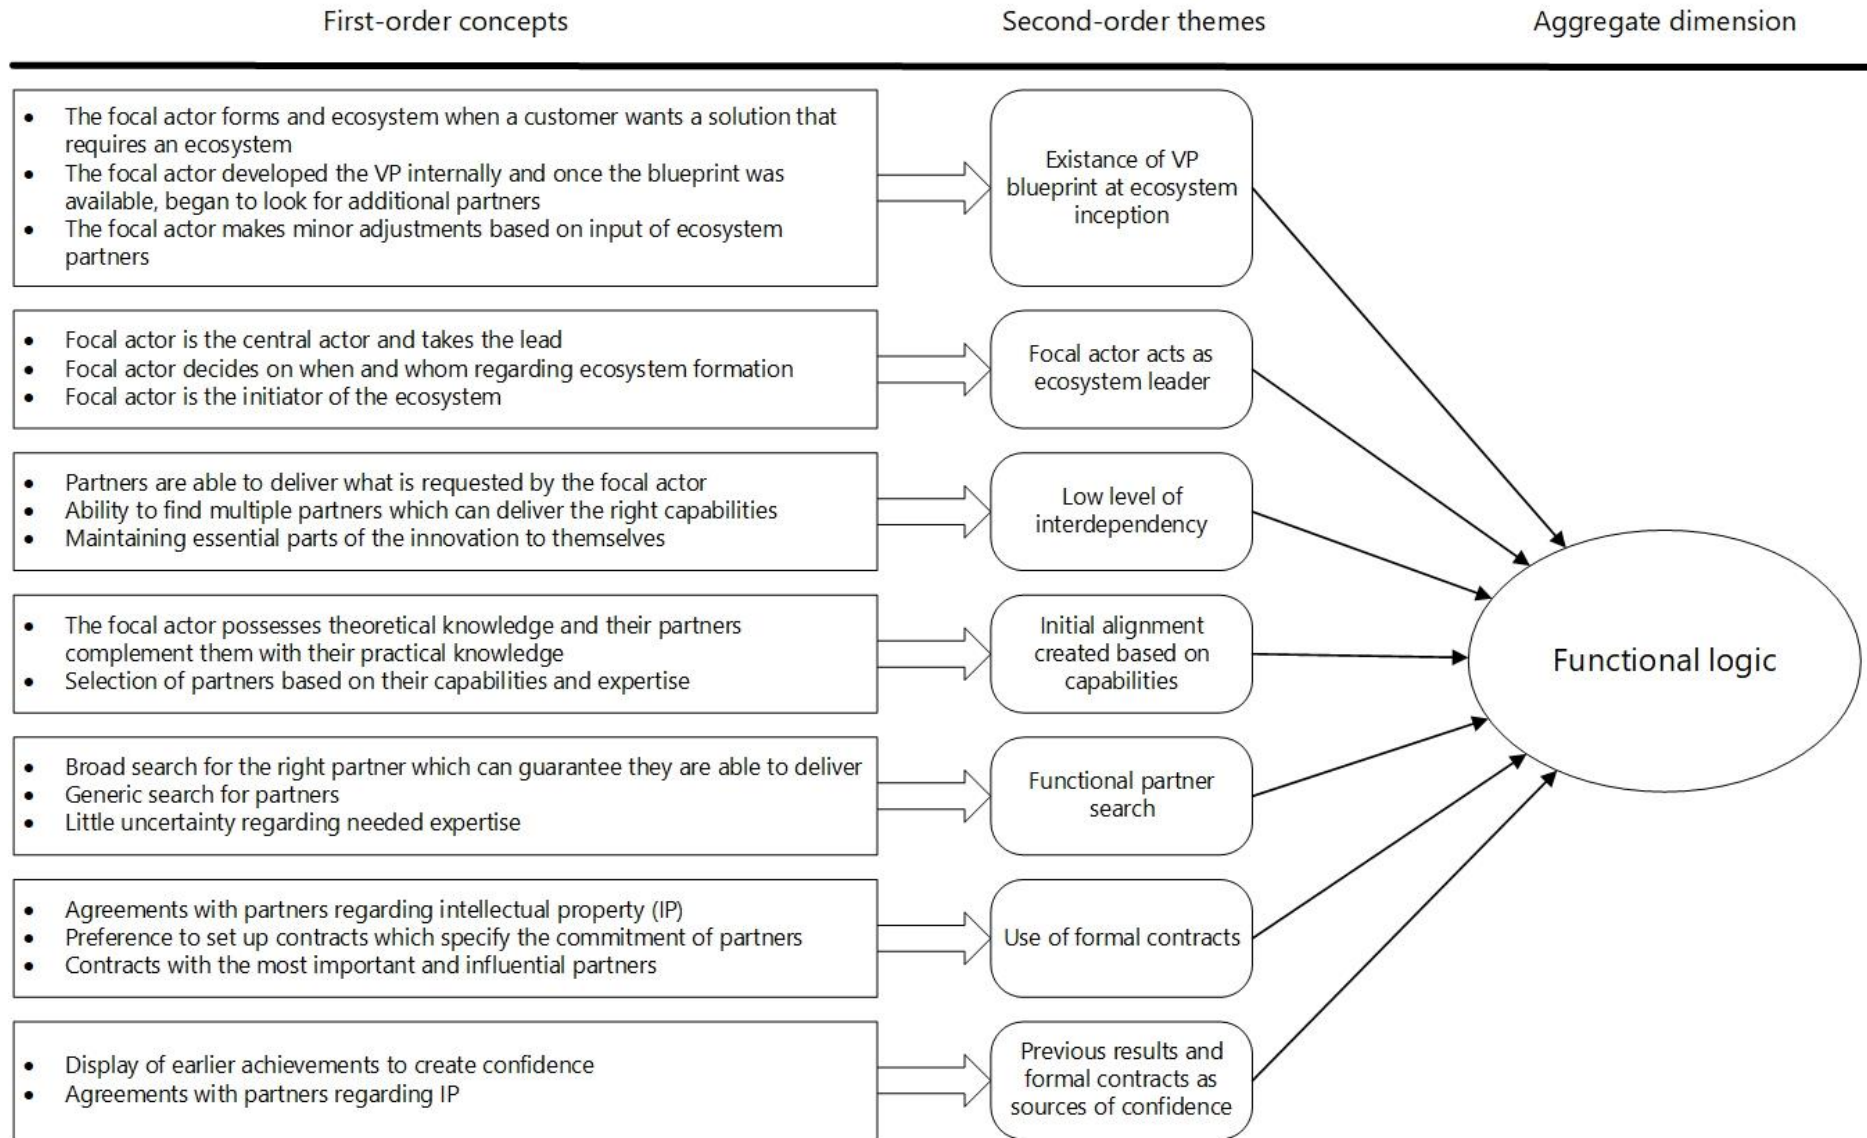 First-order concepts
Second-order themes
Aggregate dimension
• The focal actor forms and ecosystem when a customer wants a solution that
requires an ecosystem
• The focal actor developed the VP internally and once the blueprint was
available, began to look for additional partners
• The focal actor makes minor adjustments based on input of ecosystem
partners
Existance of VP
blueprint at ecosystem
inception
• Focal actor is the central actor and takes the lead
• Focal actor decides on when and whom regarding ecosystem formation
• Focal actor is the initiator of the ecosystem
Focal actor acts as
ecosystem leader
• Partners are able to deliver what is requested by the focal actor
• Ability to find multiple partners which can deliver the right capabilities
• Maintaining essential parts of the innovation to themselves
Low level of
interdependency
• The focal actor possesses theoretical knowledge and their partners
complement them with their practical knowledge
• Selection of partners based on their capabilities and expertise
Initial alignment
created based on
capabilities
• Broad search for the right partner which can guarantee they are able to deliver
• Generic search for partners
• Little uncertainty regarding needed expertise
Functional partner
search
• Agreements with partners regarding intellectual property (IP)
• Preference to set up contracts which specify the commitment of partners
• Contracts with the most important and influential partners
Use of formal contracts
• Display of earlier achievements to create confidence
• Agreements with partners regarding IP
Previous results and
formal contracts as
sources of confidence
Functional logic